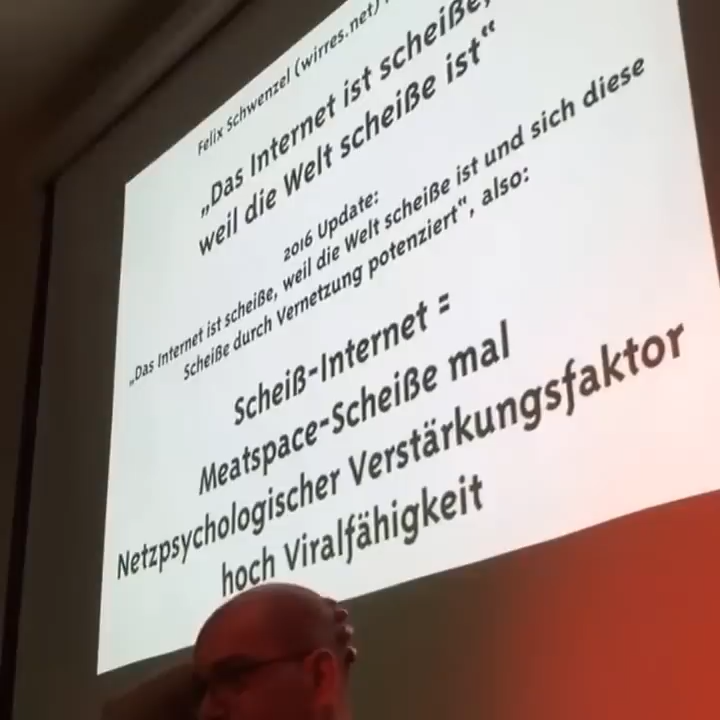 Felix Schwenzel (wirres.net)
„Das Internet ist scheiße,
weil die Welt scheiße ist“
2016 Update:
„Das Internet ist scheiße, weil die Welt scheiße ist und sich diese
Scheiße durch Vernetzung potenziert“, also:
Scheiß-Internet =
Meatspace-Scheiße mal
Netzpsychologischer Verstärkungsfaktor
hoch Viralfähigkeit